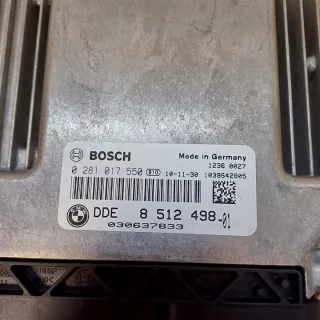 BOSCH Made in Germany
1236 0027
0 281 017 550 10-11-30 1039S42605
DDE 8 512 498-01
030637833